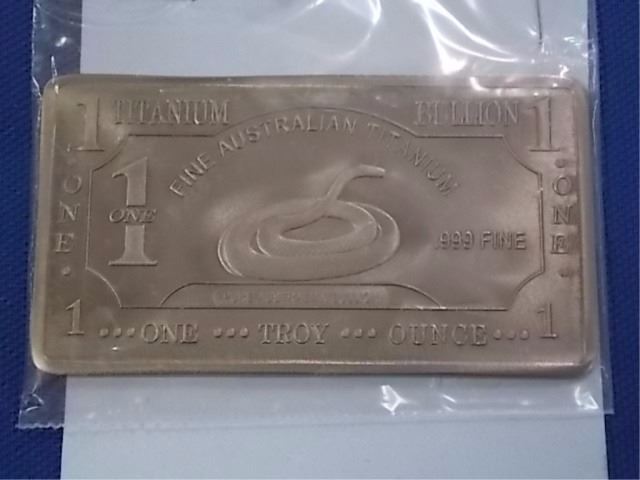 1 TITANIUM BULLION 1
FINE AUSTRALIAN TITANIUM
ONE
1
ONE
.999 FINE
ONE
1 ONE TROY OUNCE 1